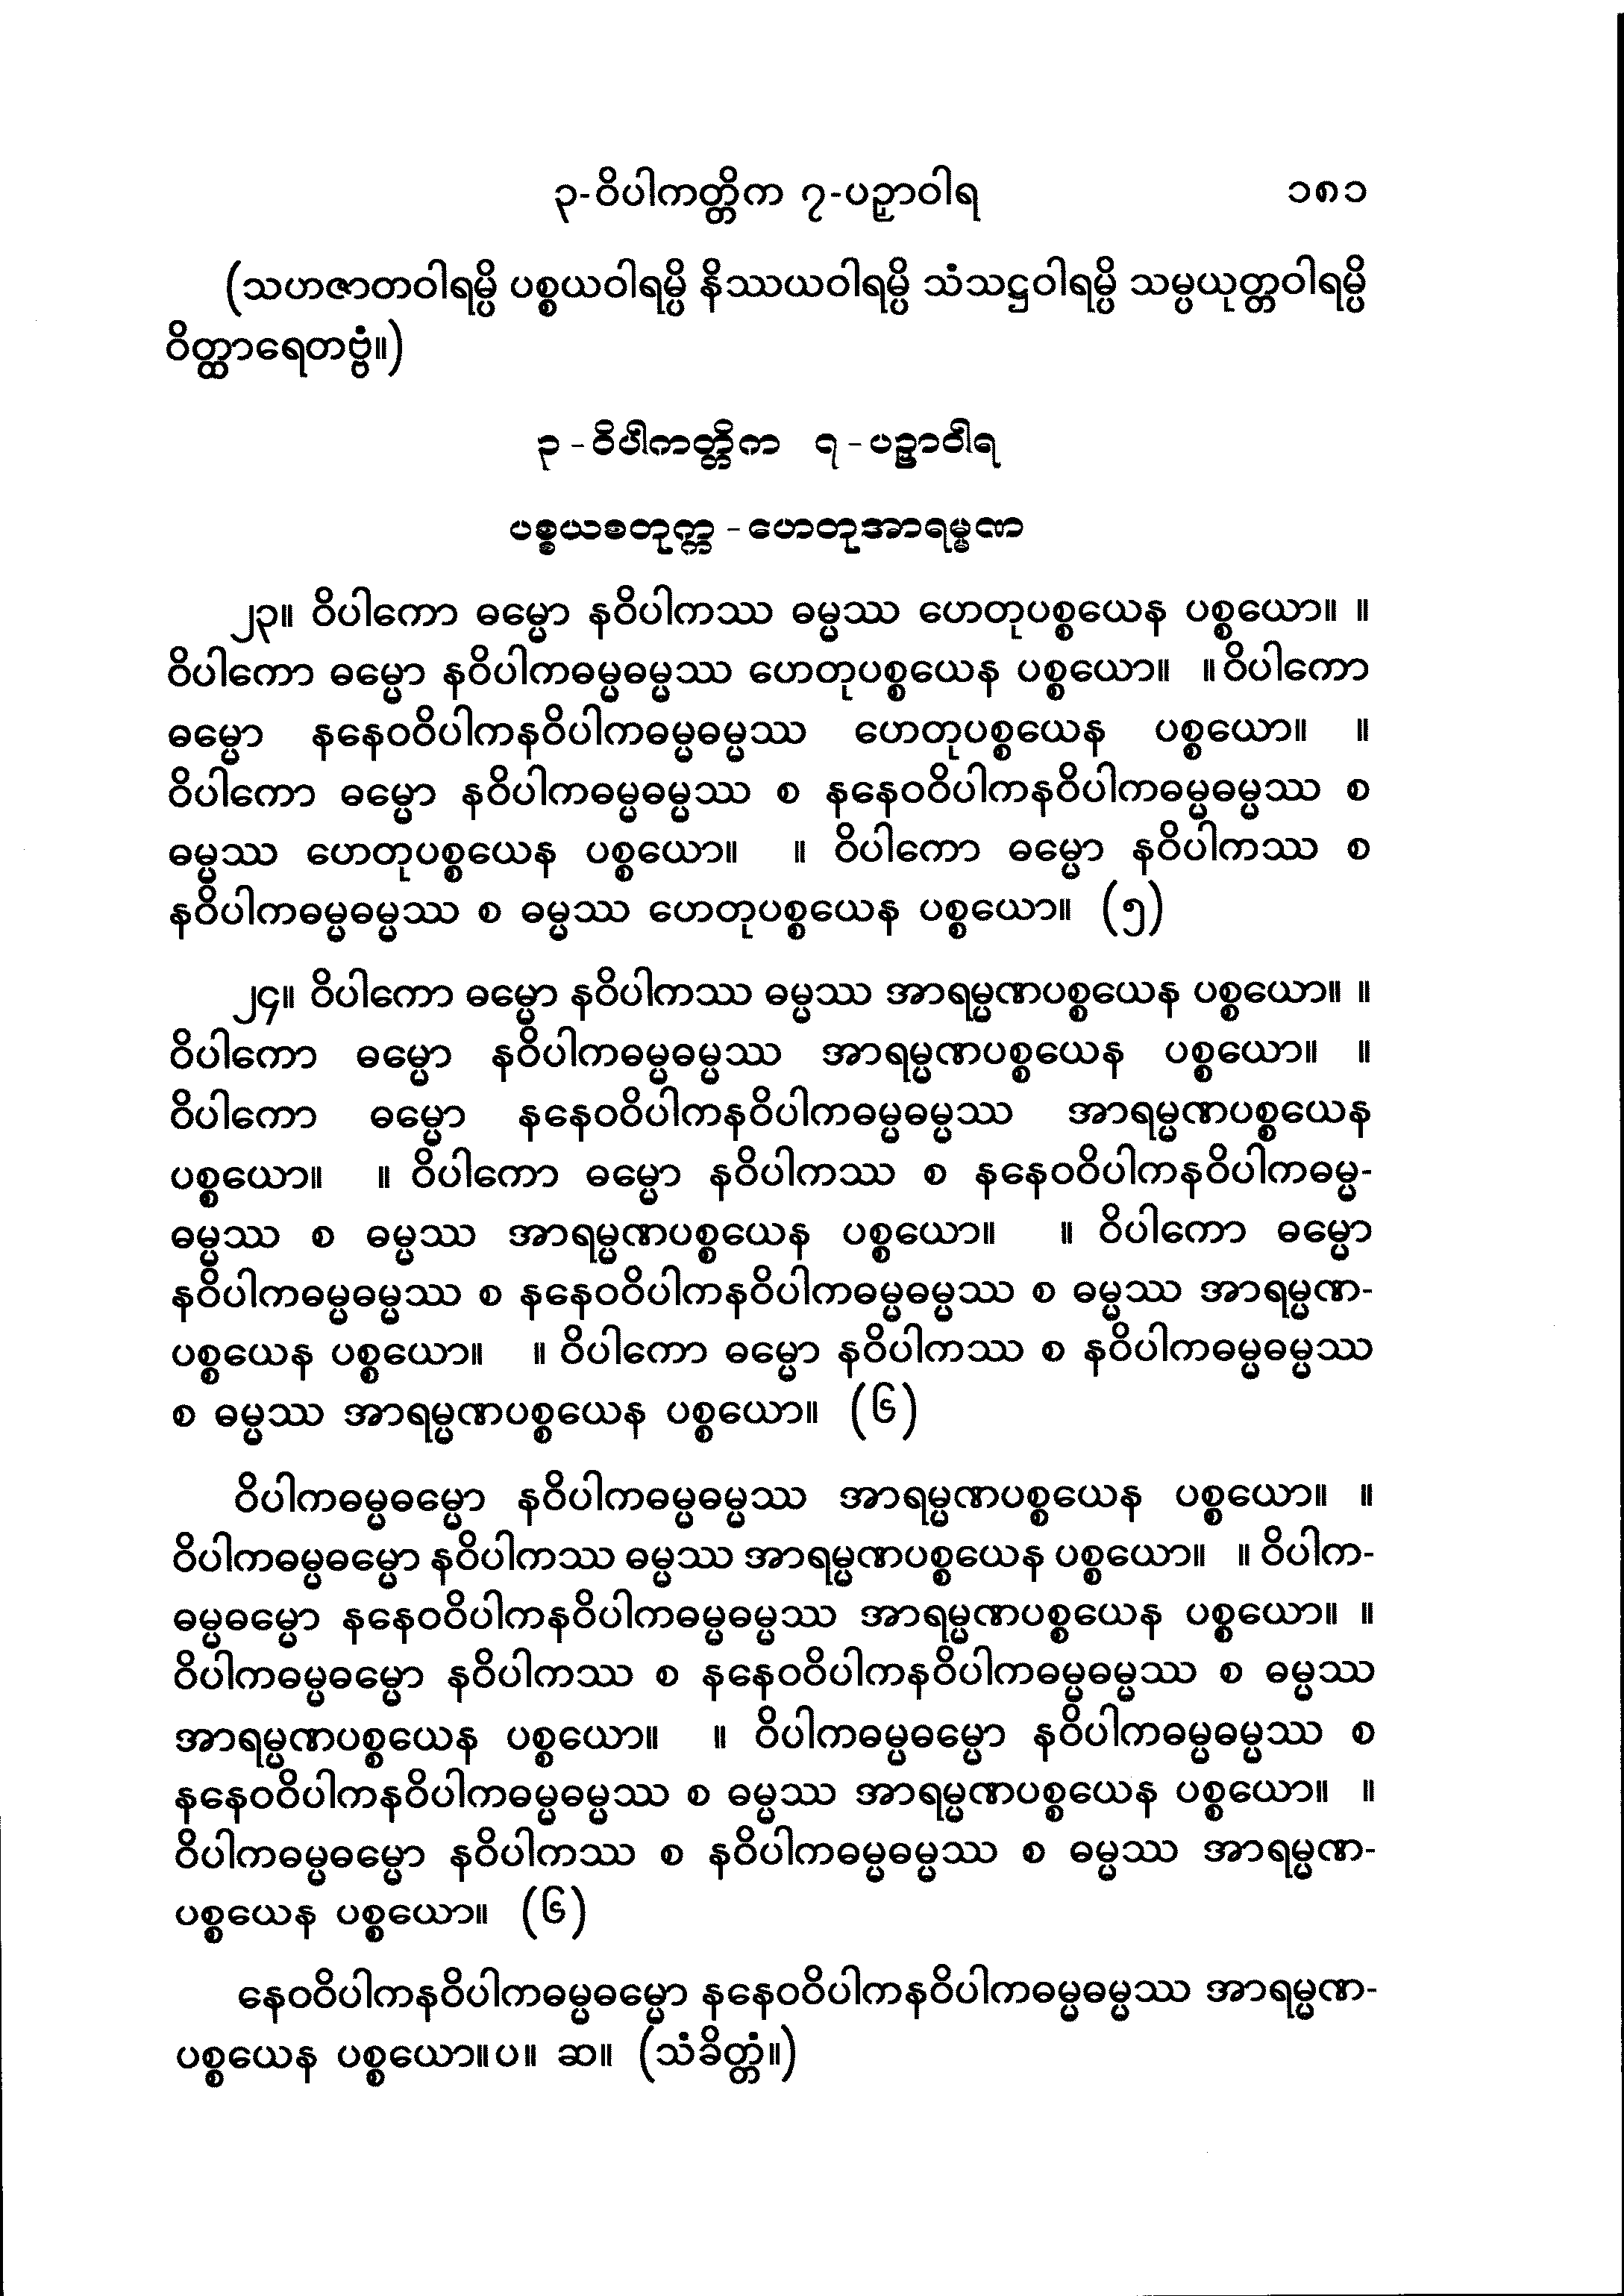 ၃-ဝိပါကတ္တိက ၇-ပဉှာဝါရ ၁၈၁
(သဟဇာတဝါရမ္ပိ ပစ္စယဝါရမ္ပိ နိဿယဝါရမ္ပိ သံသဋ္ဌဝါရမ္ပိ သမ္ပယုတ္တဝါရမ္ပိ
ဝိတ္ထာရေတဗ္ဗံ။)
၃-ဝိပါကတ္တိက ၇-ပဉှာဝါရ
ပစ္စယစတုက္က-ဟေတုအာရမ္မဏ
၂၃။ ဝိပါကော ဓမ္မော နဝိပါကဿ ဓမ္မဿ ဟေတုပစ္စယေန ပစ္စယော။ ။
ဝိပါကော ဓမ္မော နဝိပါကဓမ္မဓမ္မဿ ဟေတုပစ္စယေန ပစ္စယော။ ။ ဝိပါကော
ဓမ္မော နနေဝဝိပါကနဝိပါကဓမ္မဓမ္မဿ ဟေတုပစ္စယေန ပစ္စယော။ ။
ဝိပါကော ဓမ္မော နဝိပါကဓမ္မဓမ္မဿ စ နနေဝဝိပါကနဝိပါကဓမ္မဓမ္မဿ စ
ဓမ္မဿ ဟေတုပစ္စယေန ပစ္စယော။ ။ ဝိပါကော ဓမ္မော နဝိပါကဿ စ
နဝိပါကဓမ္မဓမ္မဿ စ ဓမ္မဿ ဟေတုပစ္စယေန ပစ္စယော။ (၅)
၂၄။ ဝိပါကော ဓမ္မော နဝိပါကဿ ဓမ္မဿ အာရမ္မဏပစ္စယေန ပစ္စယော။ ။
ဝိပါကော ဓမ္မော နဝိပါကဓမ္မဓမ္မဿ အာရမ္မဏပစ္စယေန ပစ္စယော။ ။
ဝိပါကော ဓမ္မော နနေဝဝိပါကနဝိပါကဓမ္မဓမ္မဿ အာရမ္မဏပစ္စယေန
ပစ္စယော။ ။ ဝိပါကော ဓမ္မော နဝိပါကဿ စ နနေဝဝိပါကနဝိပါကဓမ္မ-
ဓမ္မဿ စ ဓမ္မဿ အာရမ္မဏပစ္စယေန ပစ္စယော။ ။ ဝိပါကော ဓမ္မော
နဝိပါကဓမ္မဓမ္မဿ စ နနေဝဝိပါကနဝိပါကဓမ္မဓမ္မဿ စ ဓမ္မဿ အာရမ္မဏ-
ပစ္စယေန ပစ္စယော။ ။ ဝိပါကော ဓမ္မော နဝိပါကဿ စ နဝိပါကဓမ္မဓမ္မဿ
စ ဓမ္မဿ အာရမ္မဏပစ္စယေန ပစ္စယော။ (၆)
ဝိပါကဓမ္မဓမ္မော နဝိပါကဓမ္မဓမ္မဿ အာရမ္မဏပစ္စယေန ပစ္စယော။ ။
ဝိပါကဓမ္မဓမ္မော နဝိပါကဿ ဓမ္မဿ အာရမ္မဏပစ္စယေန ပစ္စယော။ ။ ဝိပါက-
ဓမ္မဓမ္မော နနေဝဝိပါကနဝိပါကဓမ္မဓမ္မဿ အာရမ္မဏပစ္စယေန ပစ္စယော။ ။
ဝိပါကဓမ္မဓမ္မော နဝိပါကဿ စ နနေဝဝိပါကနဝိပါကဓမ္မဓမ္မဿ စ ဓမ္မဿ
အာရမ္မဏပစ္စယေန ပစ္စယော။ ။ ဝိပါကဓမ္မဓမ္မော နဝိပါကဓမ္မဓမ္မဿ စ
နနေဝဝိပါကနဝိပါကဓမ္မဓမ္မဿ စ ဓမ္မဿ အာရမ္မဏပစ္စယေန ပစ္စယော။ ။
ဝိပါကဓမ္မဓမ္မော နဝိပါကဿ စ နဝိပါကဓမ္မဓမ္မဿ စ ဓမ္မဿ အာရမ္မဏ-
ပစ္စယေန ပစ္စယော။ (၆)
နေဝဝိပါကနဝိပါကဓမ္မဓမ္မော နနေဝဝိပါကနဝိပါကဓမ္မဓမ္မဿ အာရမ္မဏ-
ပစ္စယေန ပစ္စယော။ပ။ ဆ။ (သံခိတ္တံ။)